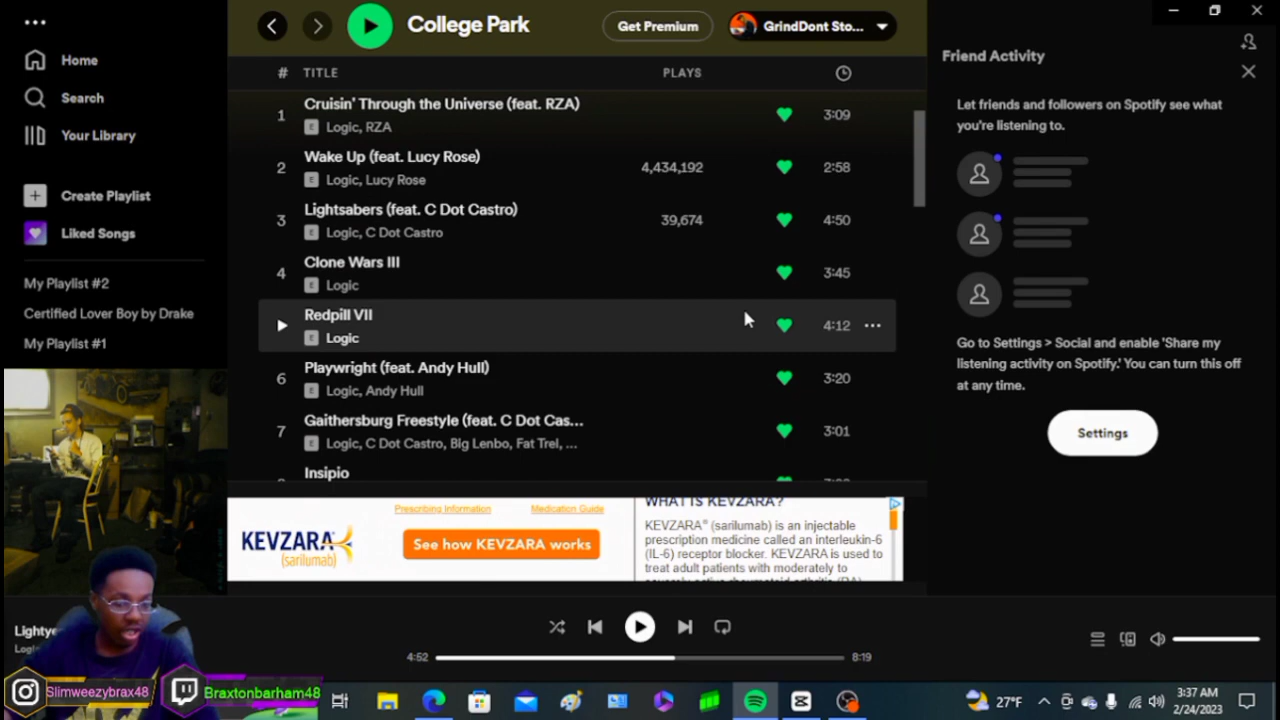 College Park
Get Premium
GrindDont Sto...
Home
Search
Your Library
Create Playlist
Liked Songs
My Playlist #2
Certified Lover Boy by Drake
My Playlist #1
# TITLE PLAYS
1 Cruisin' Through the Universe (feat. RZA) 3:09
E Logic, RZA
2 Wake Up (feat. Lucy Rose) 4,434,192 2:58
E Logic, Lucy Rose
3 Lightsabers (feat. C Dot Castro) 39,674 4:50
E Logic, C Dot Castro
4 Clone Wars III 3:45
E Logic
Redpill VII 4:12
E Logic
6 Playwright (feat. Andy Hull) 3:20
E Logic, Andy Hull
7 Gaithersburg Freestyle (feat. C Dot Cas... 3:01
E Logic, C Dot Castro, Big Lenbo, Fat Trel, ...
Insipio
Friend Activity
Let friends and followers on Spotify see what
you're listening to.
Go to Settings > Social and enable 'Share my
listening activity on Spotify.' You can turn this off
at any time.
Settings
Prescribing Information Medication Guide
KEVZARA
(sarilumab)
See how KEVZARA works
WHAT IS KEVZARA?
KEVZARA® (sarilumab) is an injectable
prescription medicine called an interleukin-6
(IL-6) receptor blocker. KEVZARA is used to
treat adult patients with moderately to
4:52 8:19
Slimweezybrax48
Braxtonbarham48
27°F
3:37 AM
2/24/2023